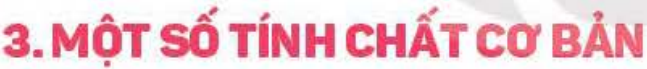 3. MỘT SỐ TÍNH CHẤT CƠ BẢN